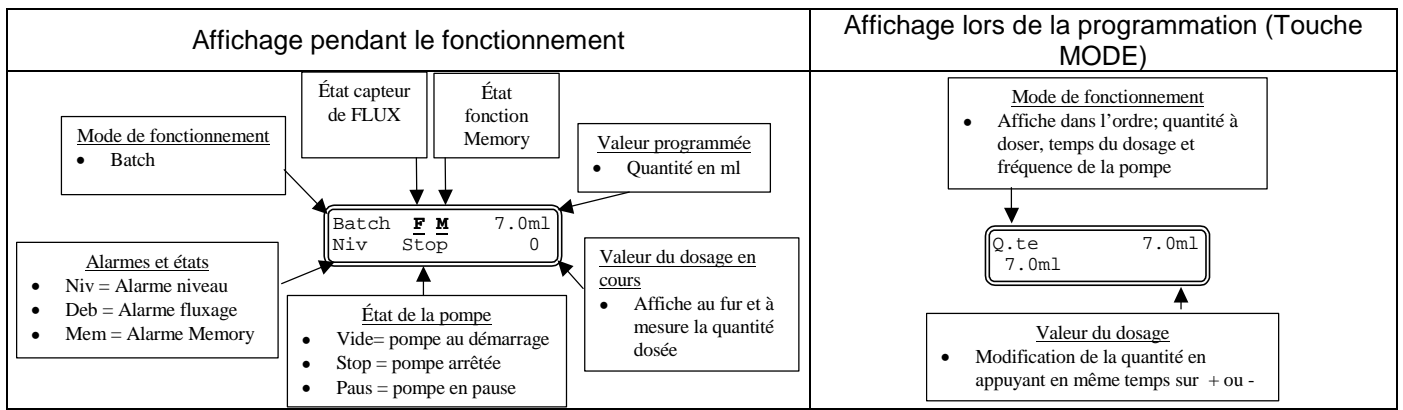 Affichage pendant le fonctionnement
Affichage lors de la programmation (Touche
MODE)
État capteur
de FLUX
État
fonction
Memory
Mode de fonctionnement
• Batch
Valeur programmée
• Quantité en ml
Batch F M 7.0ml
Niv Stop 0
Alarmes et états
• Niv = Alarme niveau
• Deb = Alarme fluxage
• Mem = Alarme Memory
État de la pompe
• Vide= pompe au démarrage
• Stop = pompe arrêtée
• Paus = pompe en pause
Valeur du dosage en
cours
• Affiche au fur et à
mesure la quantité
dosée
Mode de fonctionnement
• Affiche dans l'ordre; quantité à
doser, temps du dosage et
fréquence de la pompe
Q.te 7.0ml
7.0ml
Valeur du dosage
• Modification de la quantité en
appuyant en même temps sur + ou -